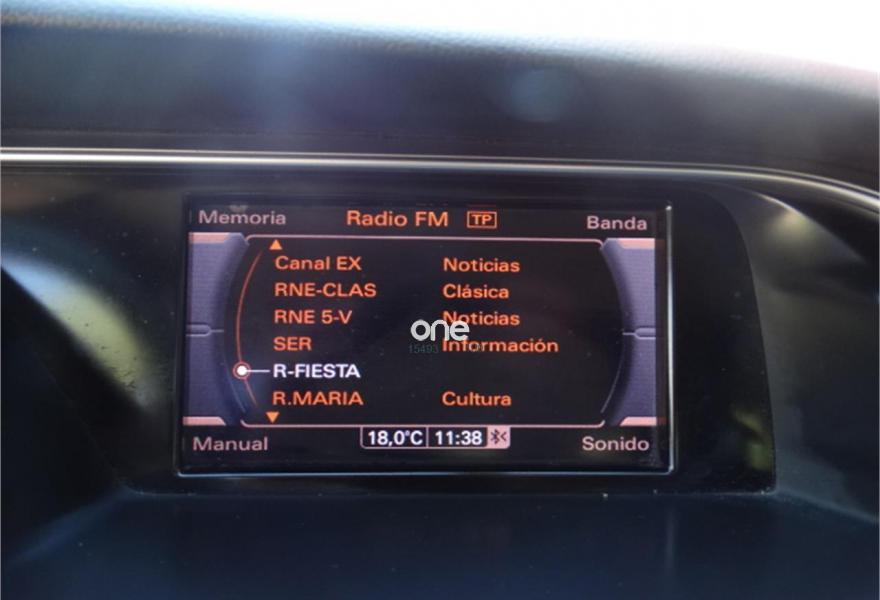 Memoria Radio FM TP Banda
Canal EX Noticias
RNE-CLAS Clásica
RNE 5-V Noticias
one
SER Información
15493
R-FIESTA
R.MARIA Cultura
Manual 18,0°C 11:38 Sonido